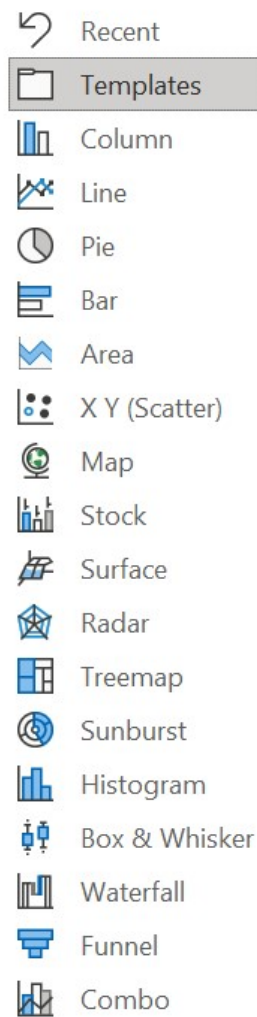 Recent
Templates
Column
Line
Pie
Bar
Area
X Y (Scatter)
Map
Stock
Surface
Radar
Treemap
Sunburst
Histogram
Box & Whisker
Waterfall
Funnel
Combo